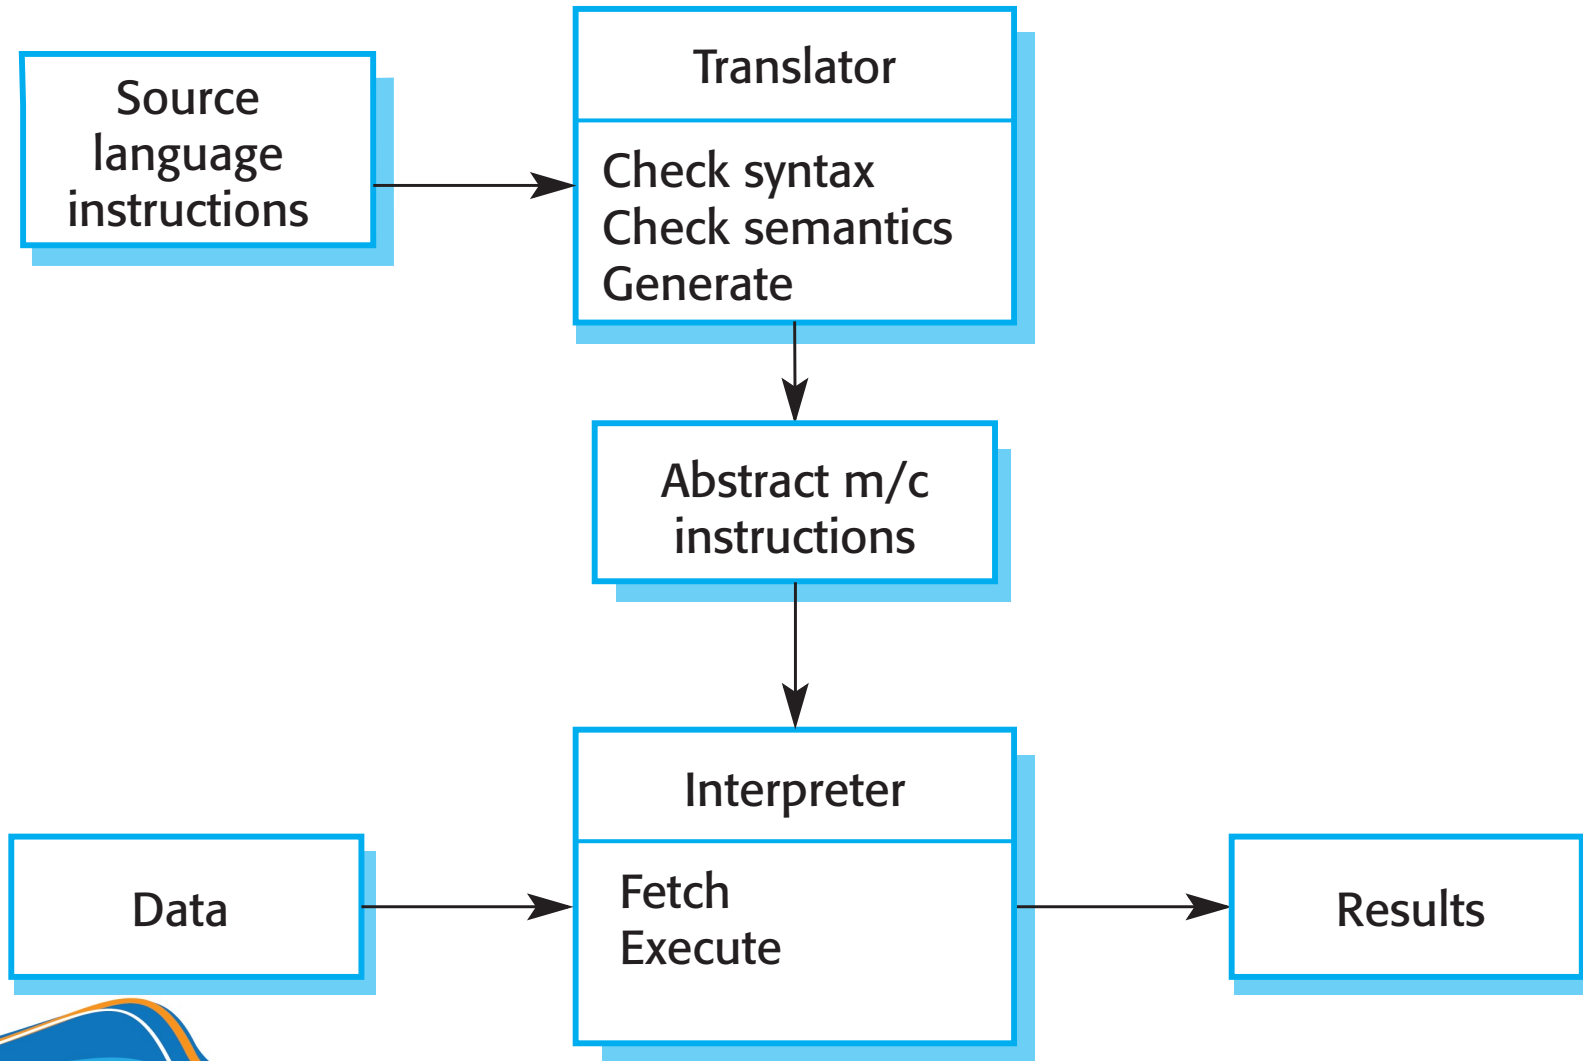 Source
language
instructions
Translator
Check syntax
Check semantics
Generate
Abstract m/c
instructions
Interpreter
Fetch
Execute
Data
Results